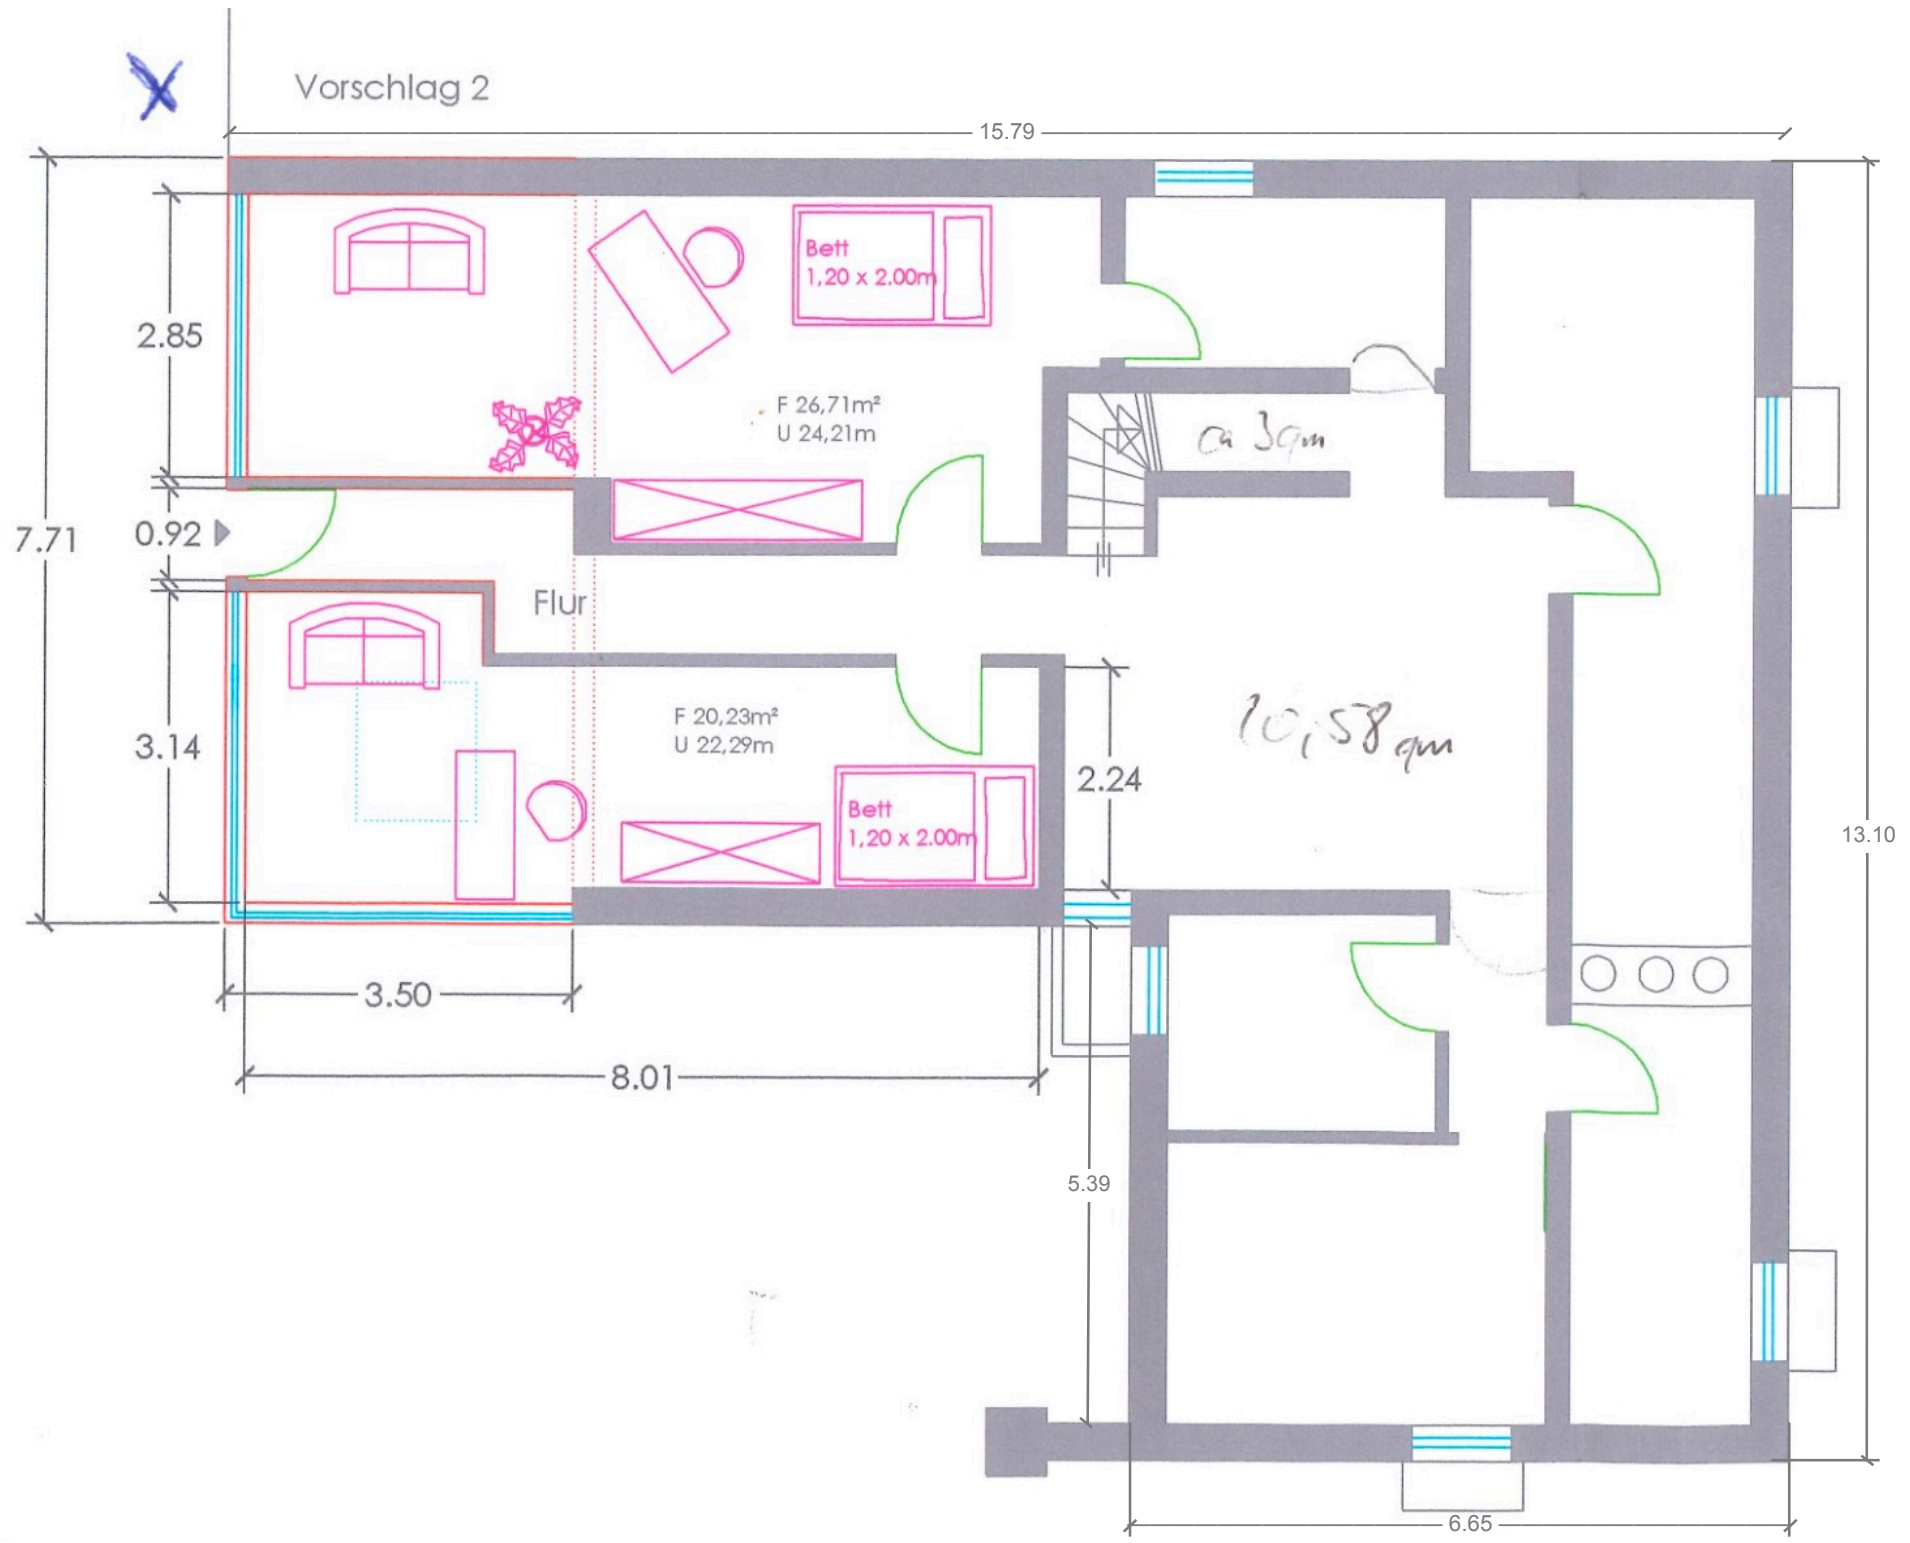 Vorschlag 2
15.79
Bett
1,20 x 2.00m
2.85
F 26,71m²
U 24,21m
ca 3qm
7.71
0.92
Flur
F 20,23m²
U 22,29m
10,58 qm
3.14
2.24
Bett
1,20 x 2.00m
13.10
3.50
8.01
5.39
6.65